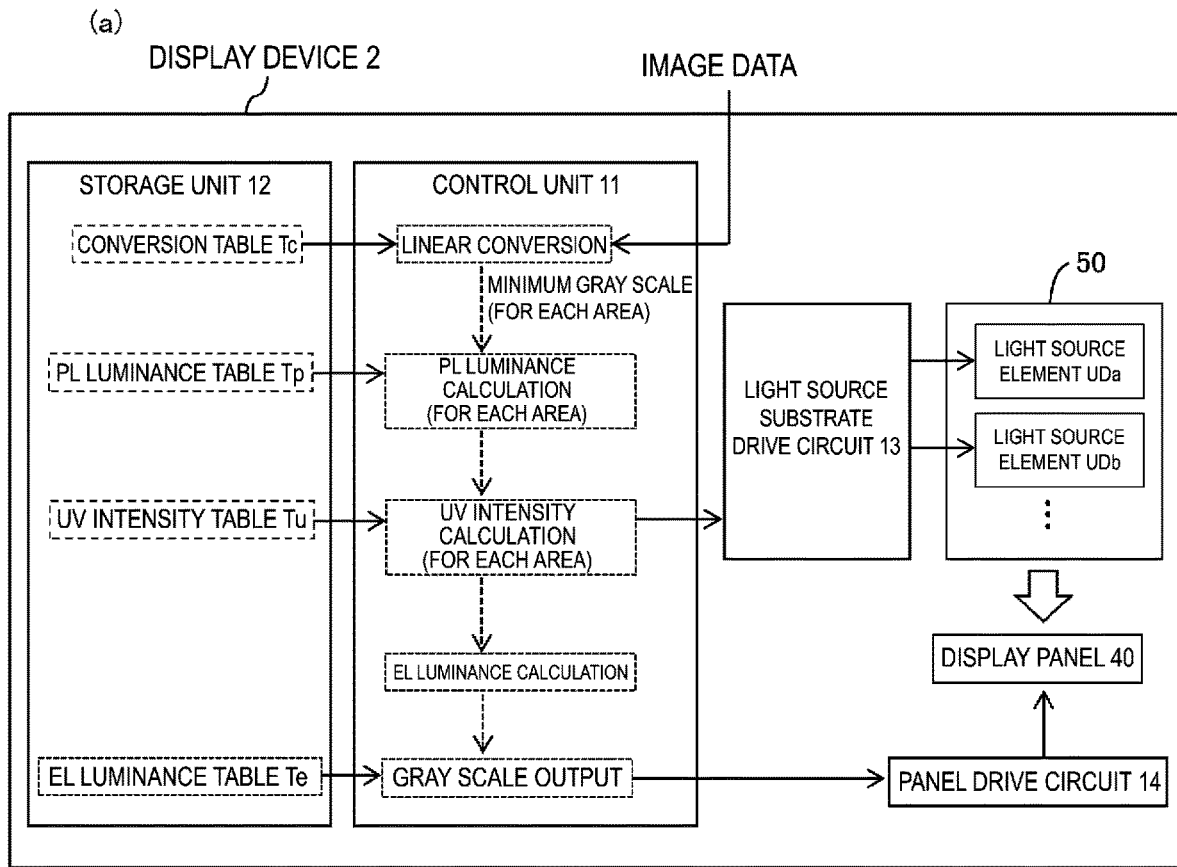 (a)
DISPLAY DEVICE 2
IMAGE DATA
STORAGE UNIT 12
CONVERSION TABLE Tc
PL LUMINANCE TABLE Tp
UV INTENSITY TABLE Tu
EL LUMINANCE TABLE Te
CONTROL UNIT 11
LINEAR CONVERSION
MINIMUM GRAY SCALE
(FOR EACH AREA)
PL LUMINANCE
CALCULATION
(FOR EACH AREA)
UV INTENSITY
CALCULATION
(FOR EACH AREA)
EL LUMINANCE CALCULATION
GRAY SCALE OUTPUT
LIGHT SOURCE
SUBSTRATE
DRIVE CIRCUIT 13
50
LIGHT SOURCE
ELEMENT UDa
LIGHT SOURCE
ELEMENT UDb
DISPLAY PANEL 40
PANEL DRIVE CIRCUIT 14